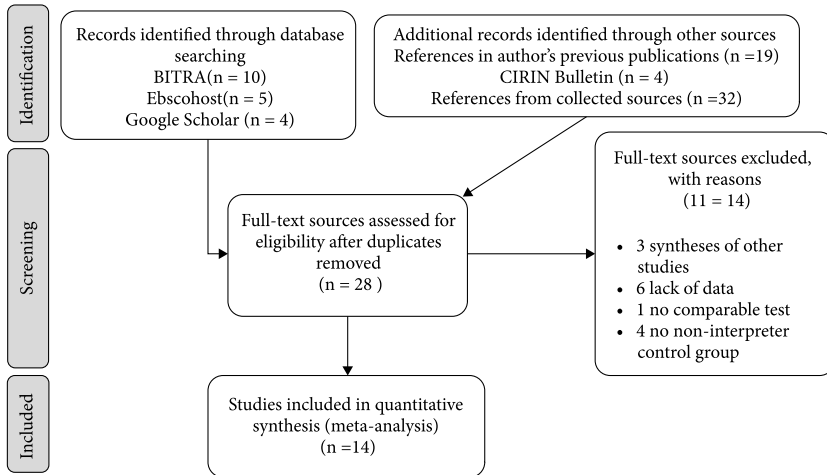 Identification
Records identified through database
searching
BITRA(n = 10)
Ebscohost(n = 5)
Google Scholar (n = 4)
Additional records identified through other sources
References in author's previous publications (n =19)
CIRIN Bulletin (n = 4)
References from collected sources (n =32)
Screening
Full-text sources assessed for
eligibility after duplicates
removed
(n = 28 )
Full-text sources excluded,
with reasons
(11 = 14)
• 3 syntheses of other
studies
• 6 lack of data
• 1 no comparable test
• 4 no non-interpreter
control group
Included
Studies included in quantitative
synthesis (meta-analysis)
(n =14)